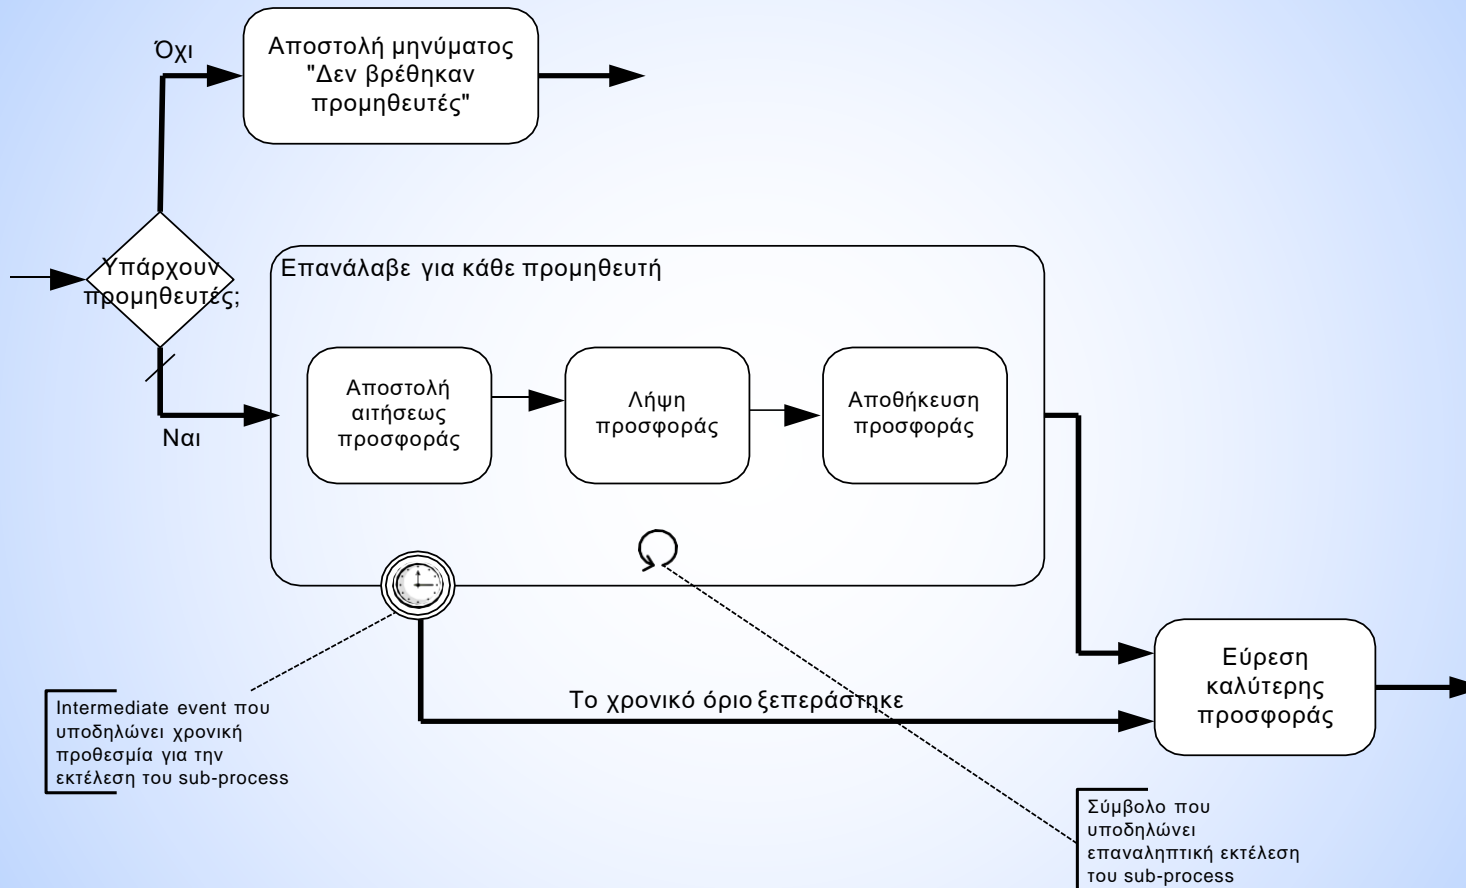 Όχι
Αποστολή μηνύματος
"Δεν βρέθηκαν
προμηθευτές"
Υπάρχουν
προμηθευτές;
Ναι
Επανάλαβε για κάθε προμηθευτή
Αποστολή
αιτήσεως
προσφοράς
Λήψη
προσφοράς
Αποθήκευση
προσφοράς
Το χρονικό όριο ξεπεράστηκε
Εύρεση
καλύτερης
προσφοράς
Intermediate event που
υποδηλώνει χρονική
προθεσμία για την
εκτέλεση του sub-process
Σύμβολο που
υποδηλώνει
επαναληπτική εκτέλεση
του sub-process